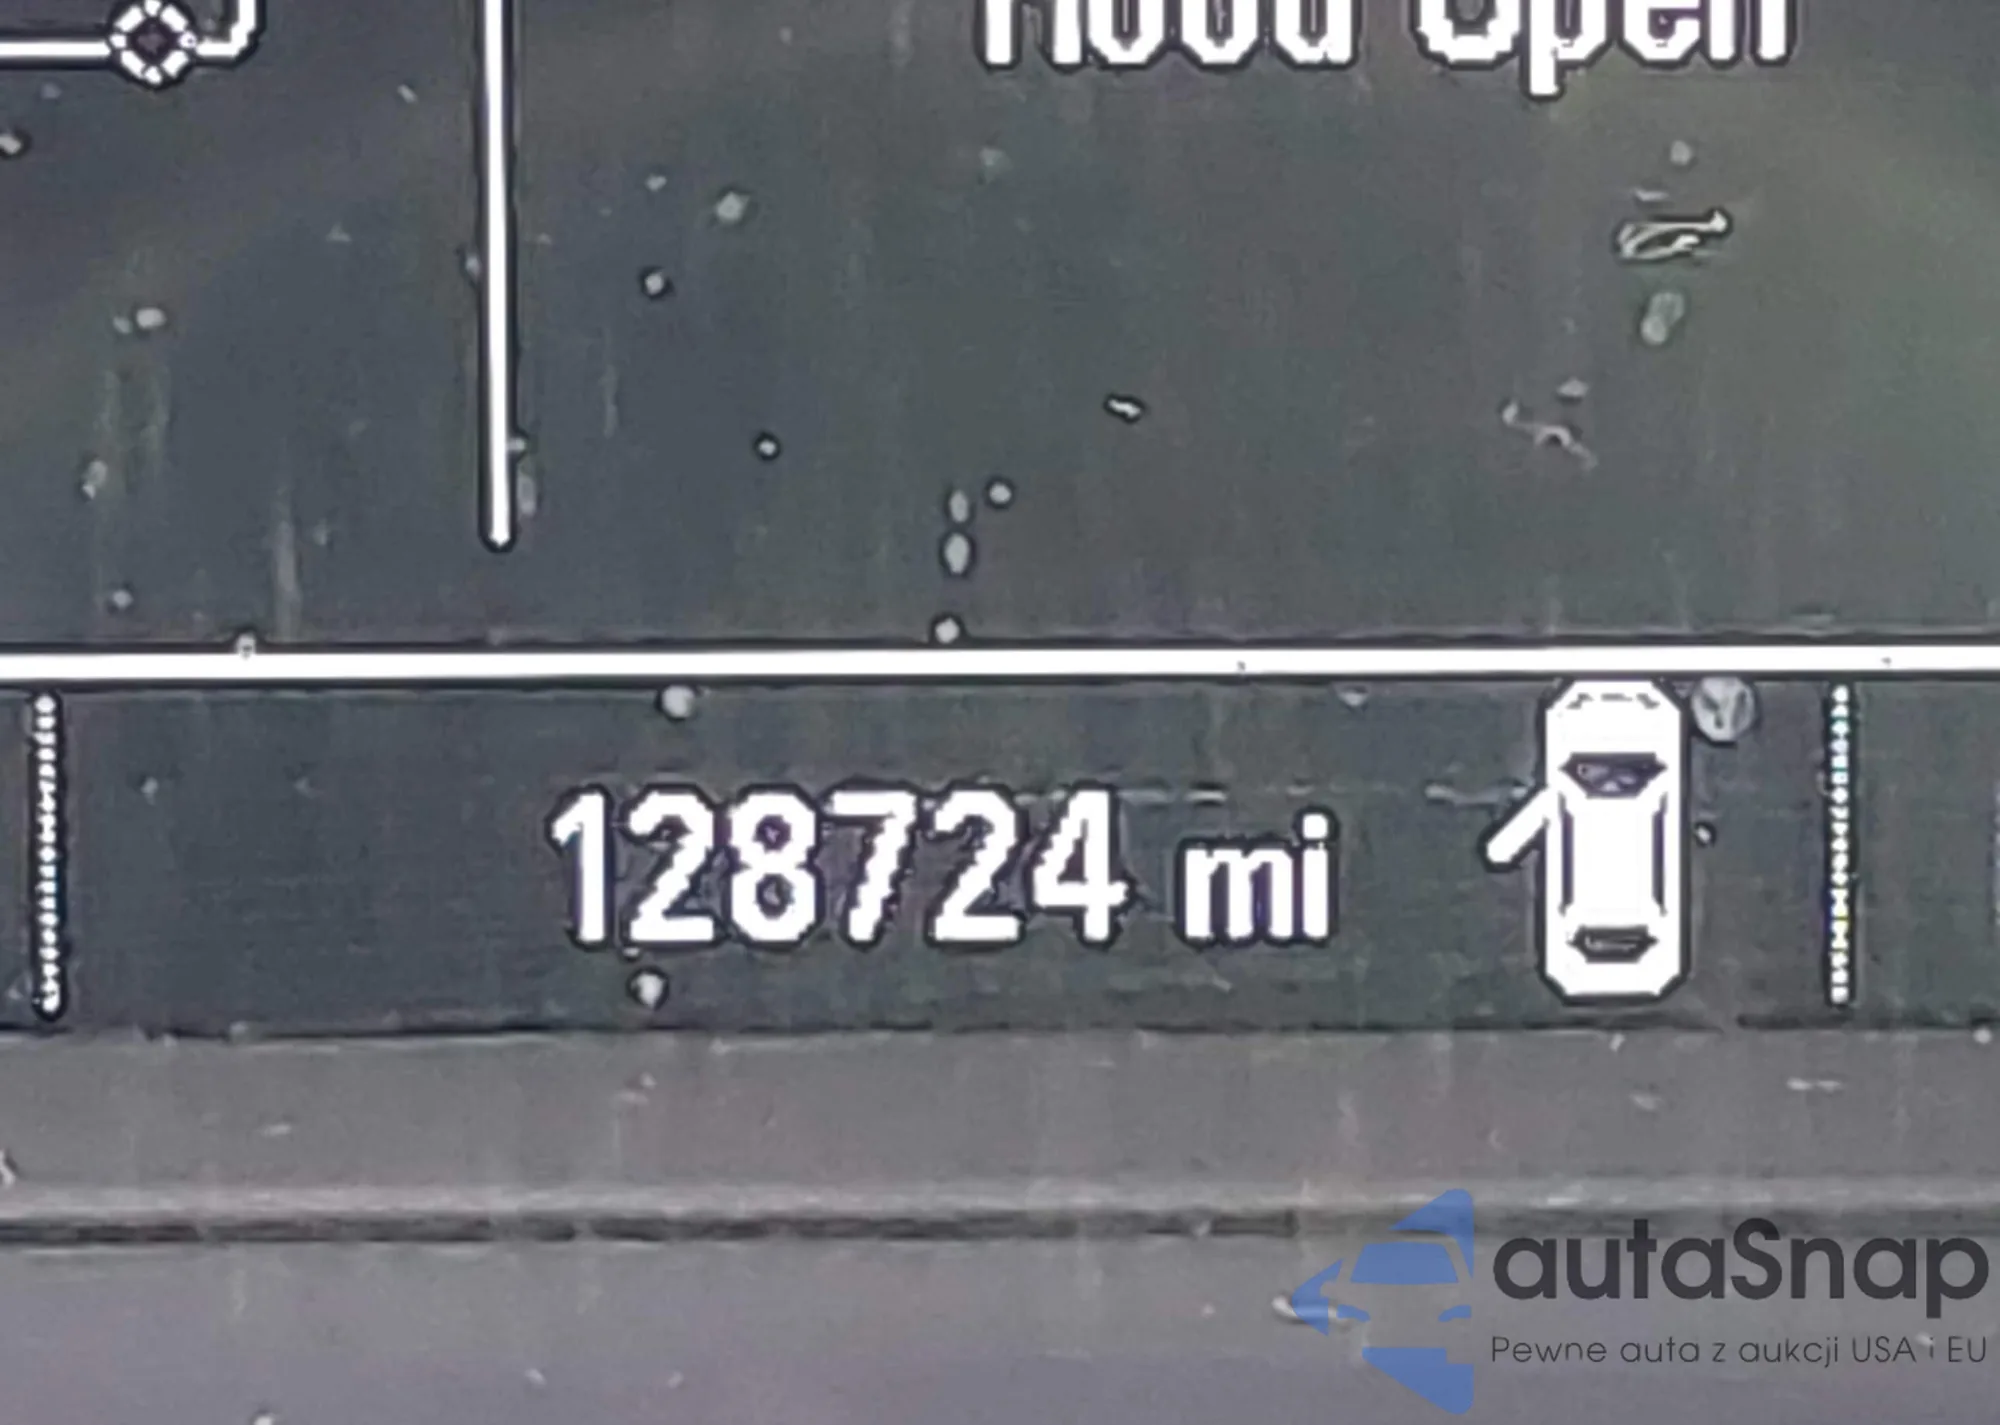 Hood Open
128724 mi
autaSnap
Pewne auta z aukcji USA i EU